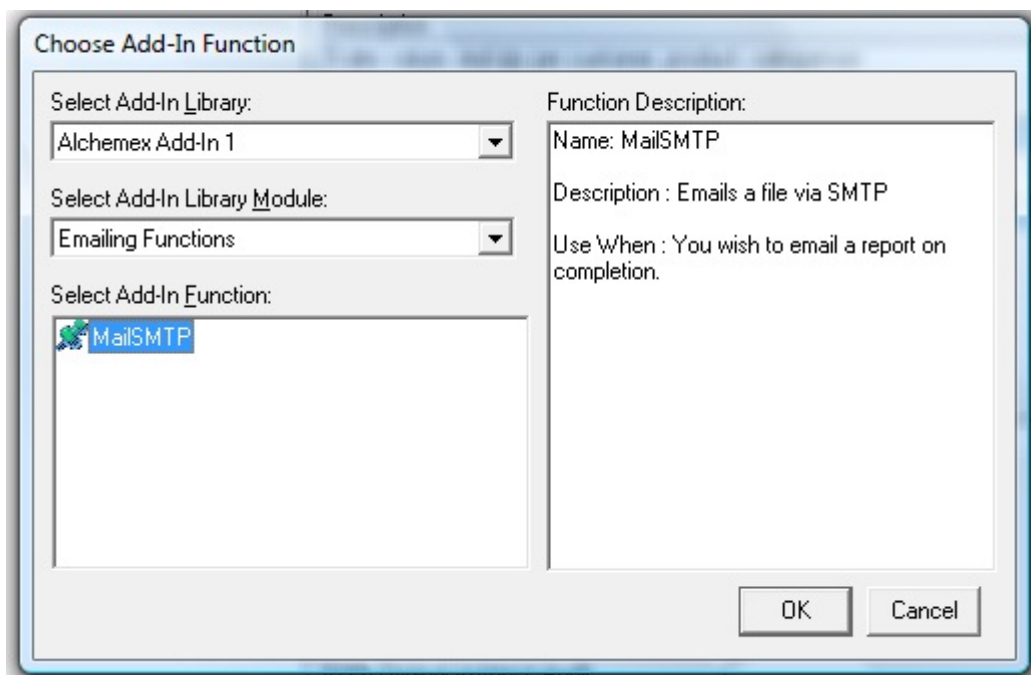 Choose Add-In Function
Select Add-In Library:
Alchemex Add-In 1
Select Add-In Library Module:
Emailing Functions
Select Add-In Function:
MailSMTP
Function Description:
Name: MailSMTP
Description : Emails a file via SMTP
Use When : You wish to email a report on
completion.
OK
Cancel